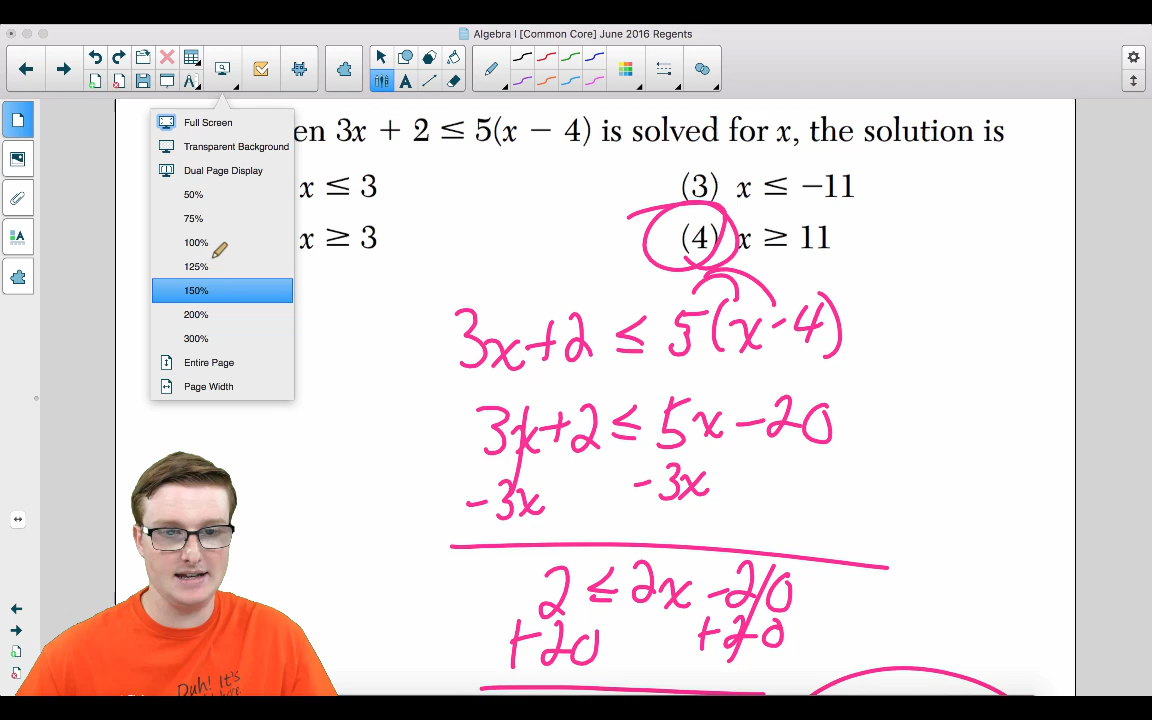 Algebra I [Common Core] June 2016 Regents
Full Screen
Transparent Background
Dual Page Display
50%
75%
100%
125%
150%
200%
300%
Entire Page
Page Width
en 3x + 2 ≤ 5(x − 4) is solved for x, the solution is
x ≤ 3
(3) x ≤ −11
x ≥ 3
(4) x ≥ 11
3x+2 ≤ 5(x-4)
3x+2 ≤ 5x-20
-3x -3x
2 ≤ 2x -20
+20 +20
Duh! It's